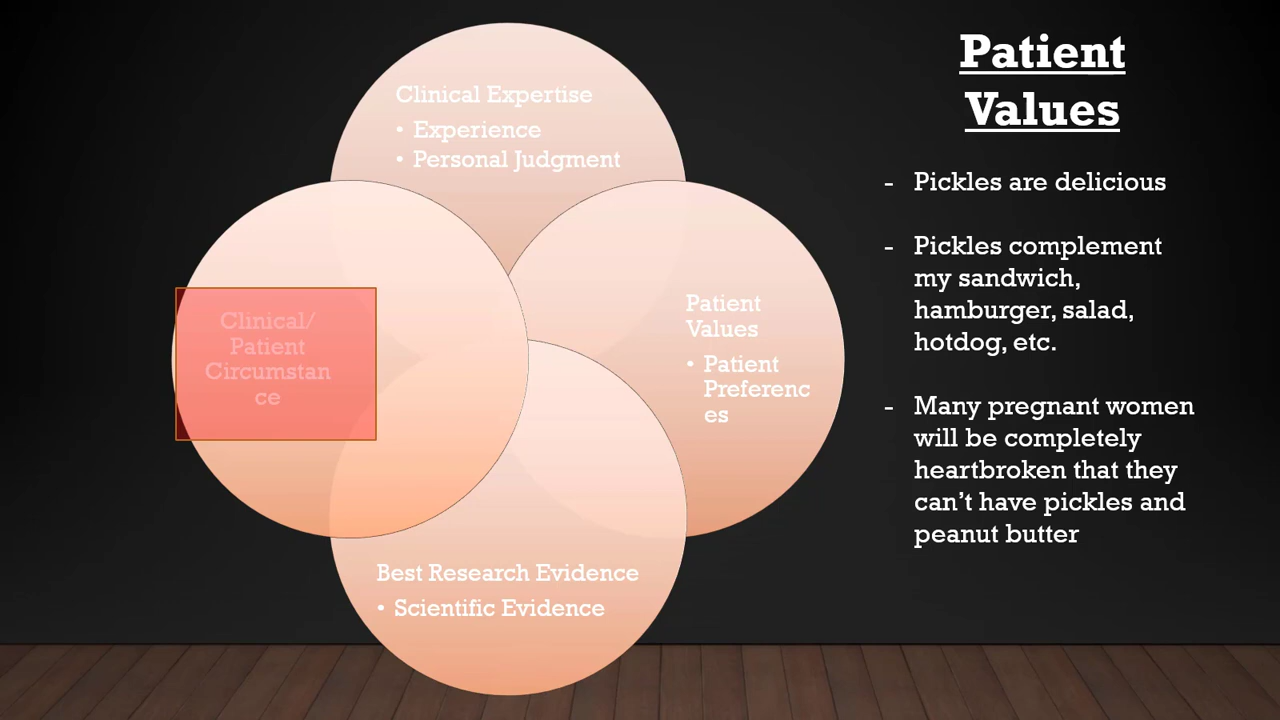 Clinical Expertise
• Experience
• Personal Judgment
Clinical/
Patient
Circumstan
ce
Patient
Values
• Patient
Preferenc
es
Best Research Evidence
• Scientific Evidence
Patient
Values
- Pickles are delicious
- Pickles complement
my sandwich,
hamburger, salad,
hotdog, etc.
- Many pregnant women
will be completely
heartbroken that they
can’t have pickles and
peanut butter